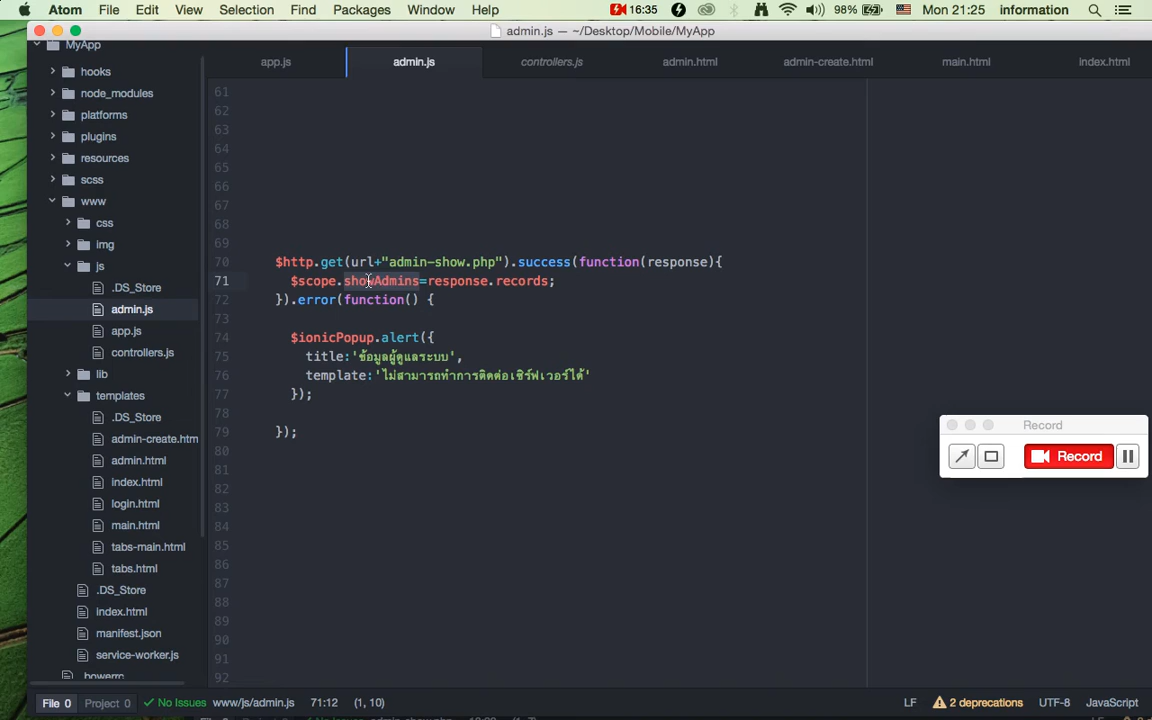 Atom File Edit View Selection Find Packages Window Help 16:35 98% Mon 21:25 information
admin.js — ~/Desktop/Mobile/MyApp
MyApp
hooks
node_modules
platforms
plugins
resources
scss
www
css
img
js
.DS_Store
admin.js
app.js
controllers.js
lib
templates
.DS_Store
admin-create.htm
admin.html
index.html
login.html
main.html
tabs-main.html
tabs.html
.DS_Store
index.html
manifest.json
service-worker.js
.bowerrc
app.js admin.js controllers.js admin.html admin-create.html main.html index.html
61
62
63
64
65
66
67
68
69
70 $http.get(url+"admin-show.php").success(function(response){
71 $scope.showAdmins=response.records;
72 }).error(function() {
73
74 $ionicPopup.alert({
75 title:'ข้อมูลผู้ดูแลระบบ',
76 template:'ไม่สามารถทำการติดต่อเซิร์ฟเวอร์ได้'
77 });
78
79 });
80
81
82
83
84
85
86
87
88
89
90
91
92
Record
Record
File 0 Project 0 No Issues www/js/admin.js 71:12 (1, 10) LF 2 deprecations UTF-8 JavaScript